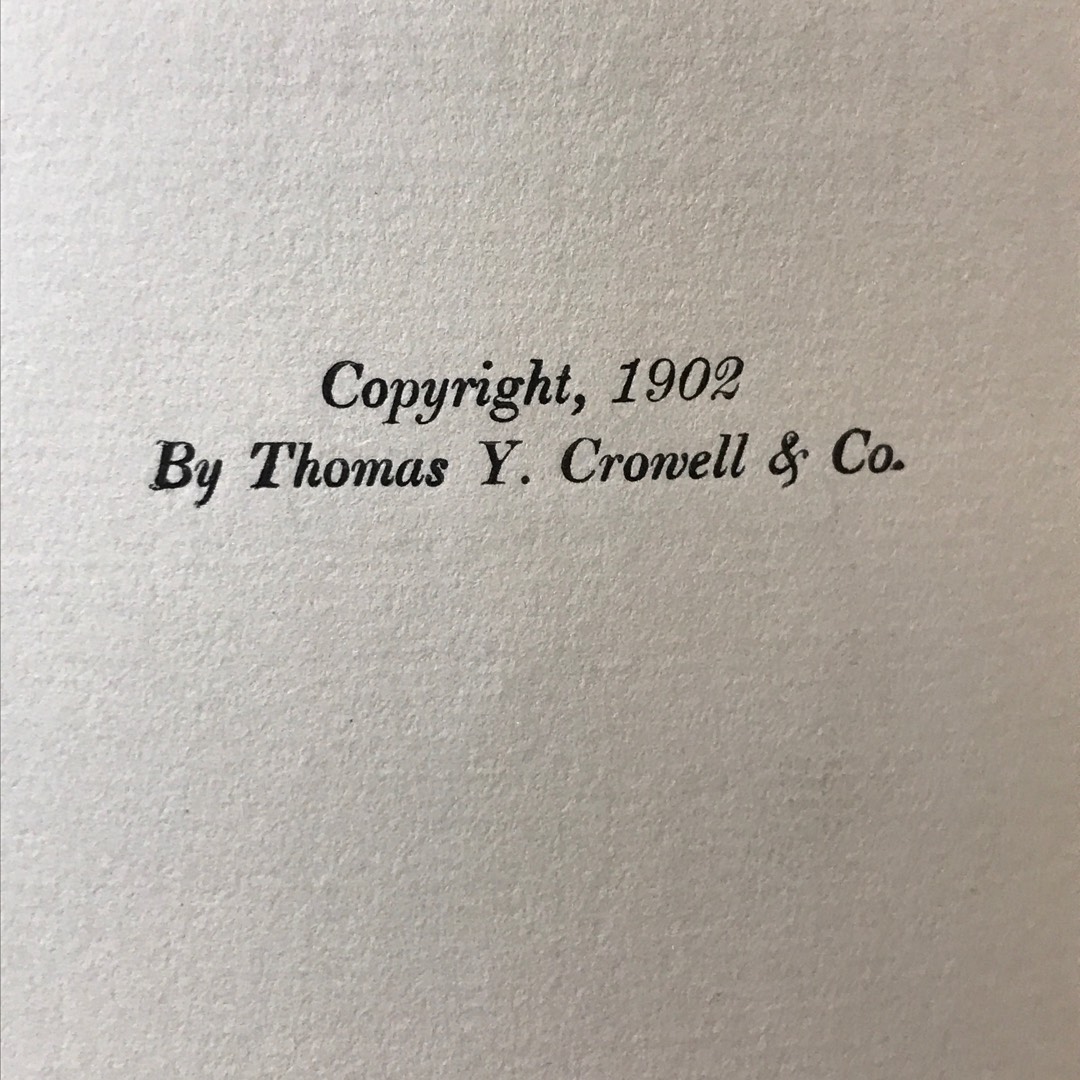 Copyright, 1902
By Thomas Y. Crowell & Co.